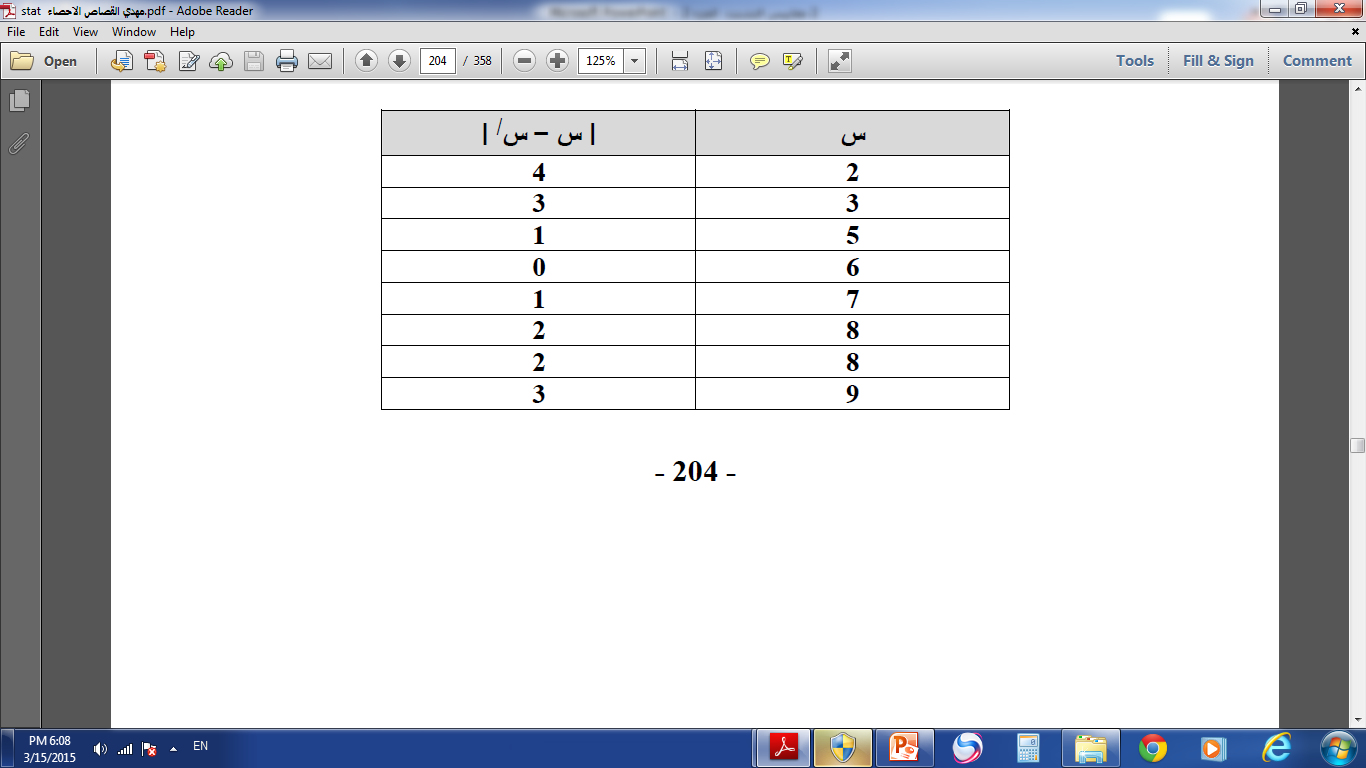 stat مهدي القصاص الاحصاء.pdf - Adobe Reader
File Edit View Window Help
Open 204 / 358 125% Tools Fill & Sign Comment
س | س – س/ |
2 4
3 3
5 1
6 0
7 1
8 2
8 2
9 3
- 204 -
PM 6:08
3/15/2015
EN